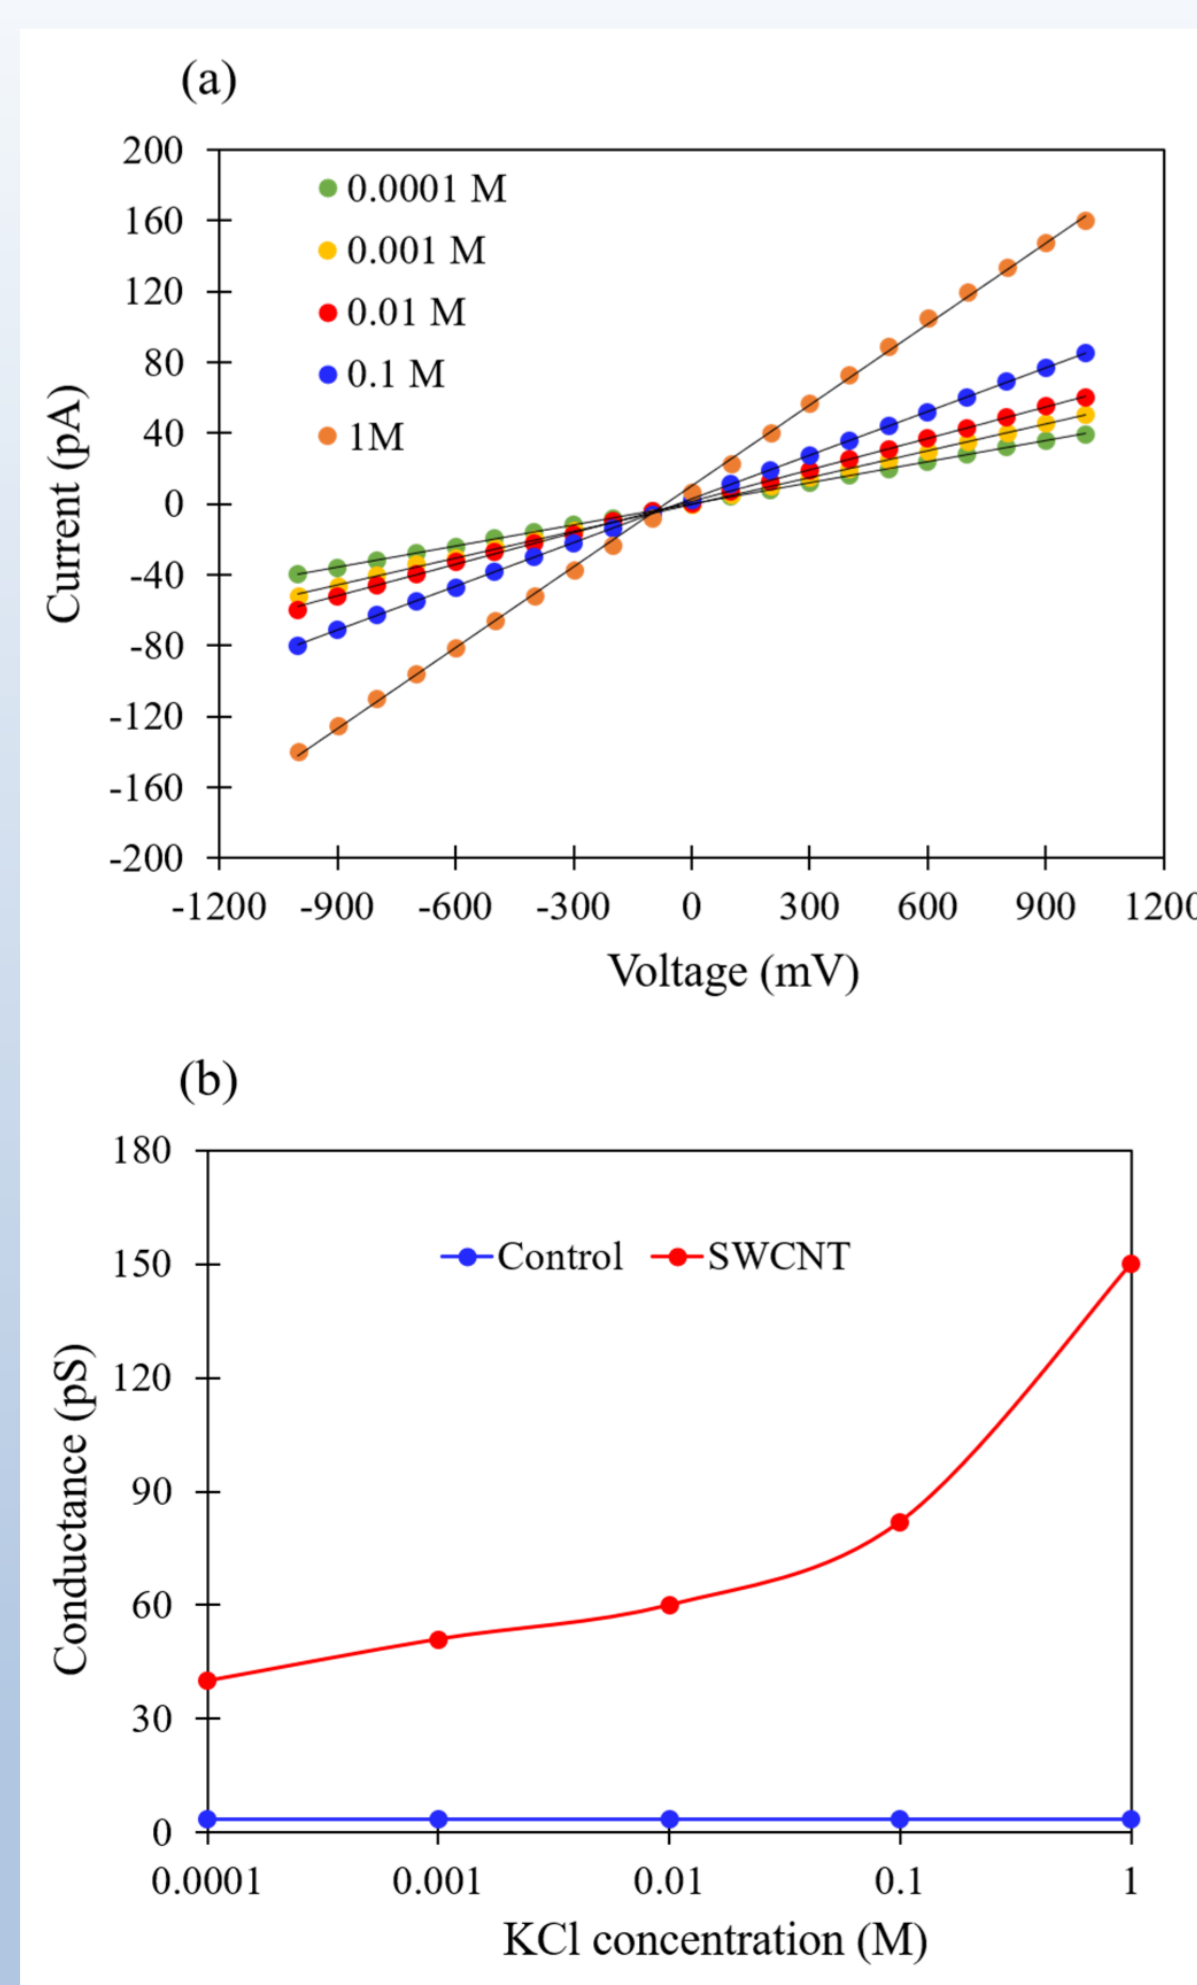 (a)
200
160
120
80
40
0
-40
-80
-120
-160
-200
Current (pA)
0.0001 M
0.001 M
0.01 M
0.1 M
1M
-1200 -900 -600 -300 0 300 600 900 1200
Voltage (mV)
(b)
180
150
120
90
60
30
0
Conductance (pS)
Control SWCNT
0.0001 0.001 0.01 0.1 1
KCl concentration (M)